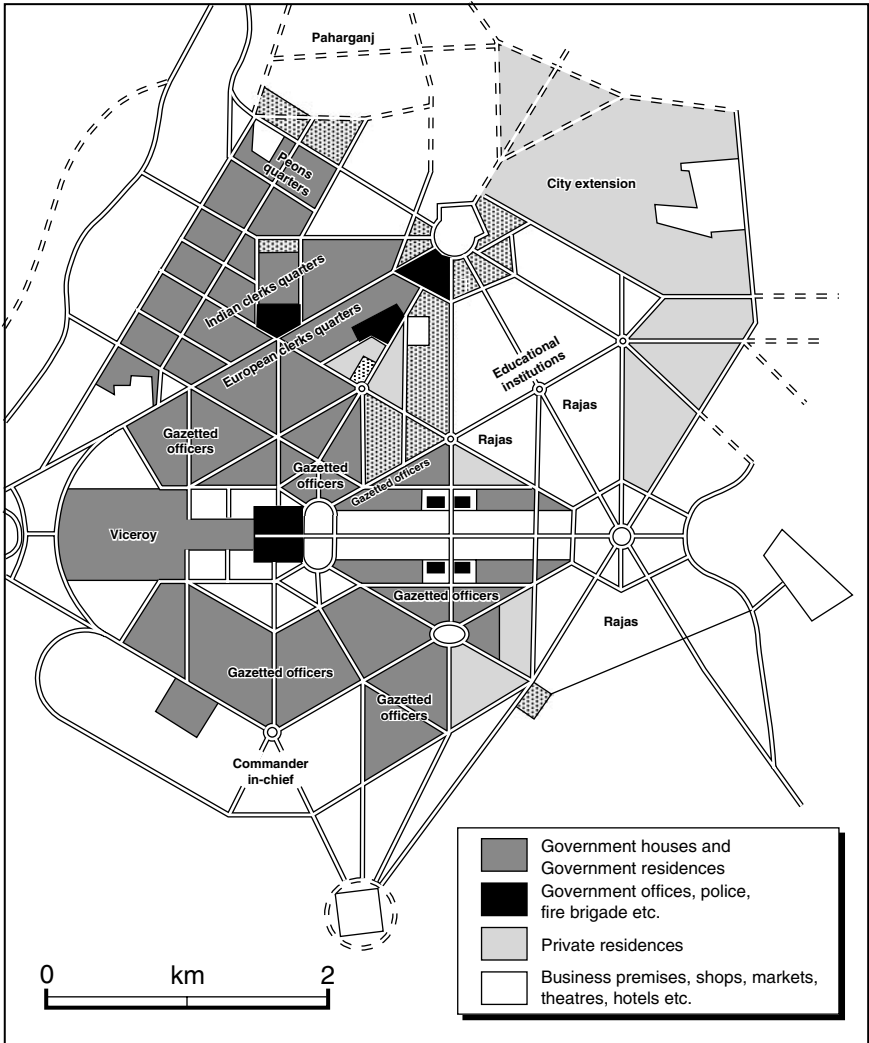 Paharganj
City extension
Peons
quarters
Indian clerks quarters
European clerks quarters
Educational
institutions
Rajas
Rajas
Gazetted
officers
Gazetted
officers
Gazetted officers
Viceroy
Gazetted officers
Rajas
Gazetted officers
Gazetted
officers
Commander
in-chief
Government houses and
Government residences
Government offices, police,
fire brigade etc.
Private residences
Business premises, shops, markets,
theatres, hotels etc.
0 km 2